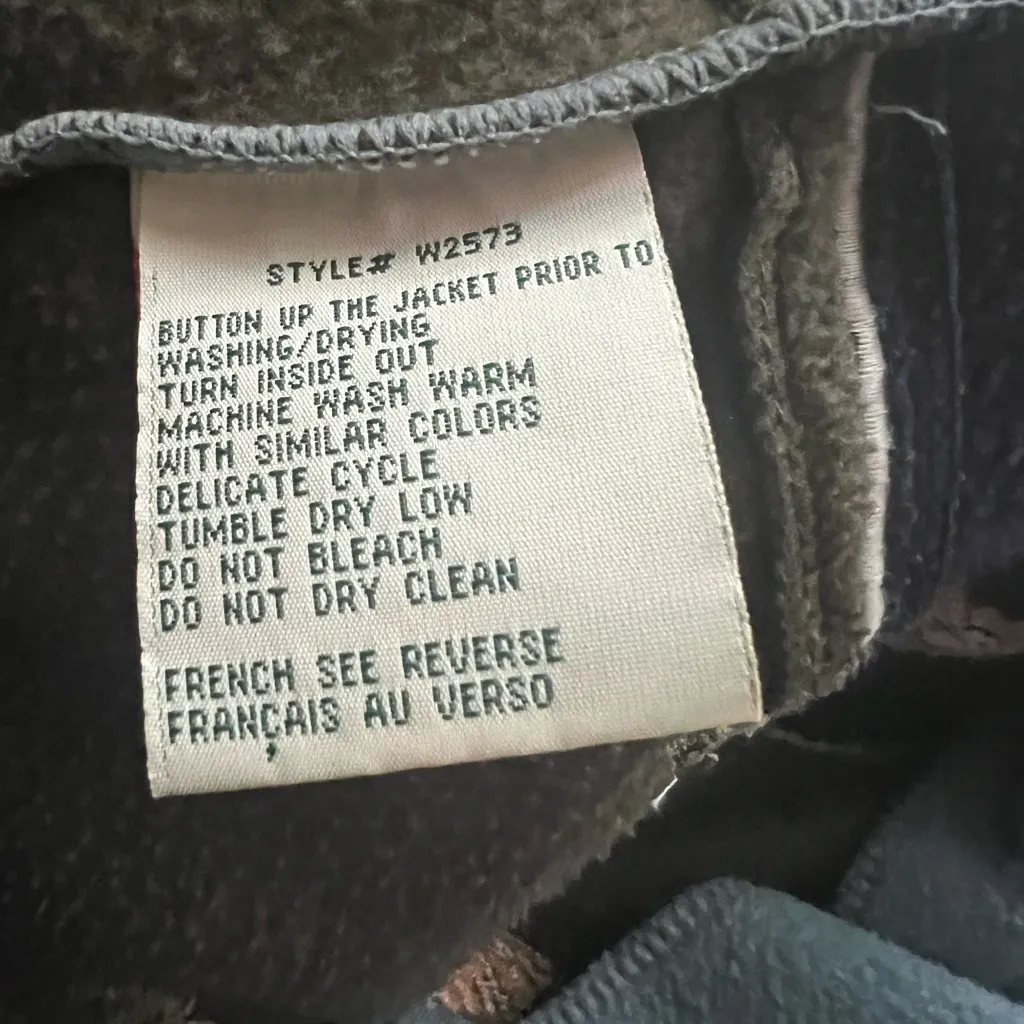 STYLE# W2573
BUTTON UP THE JACKET PRIOR TO
WASHING/DRYING
TURN INSIDE OUT
MACHINE WASH WARM
WITH SIMILAR COLORS
DELICATE CYCLE
TUMBLE DRY LOW
DO NOT BLEACH
DO NOT DRY CLEAN
FRENCH SEE REVERSE
FRANÇAIS AU VERSO